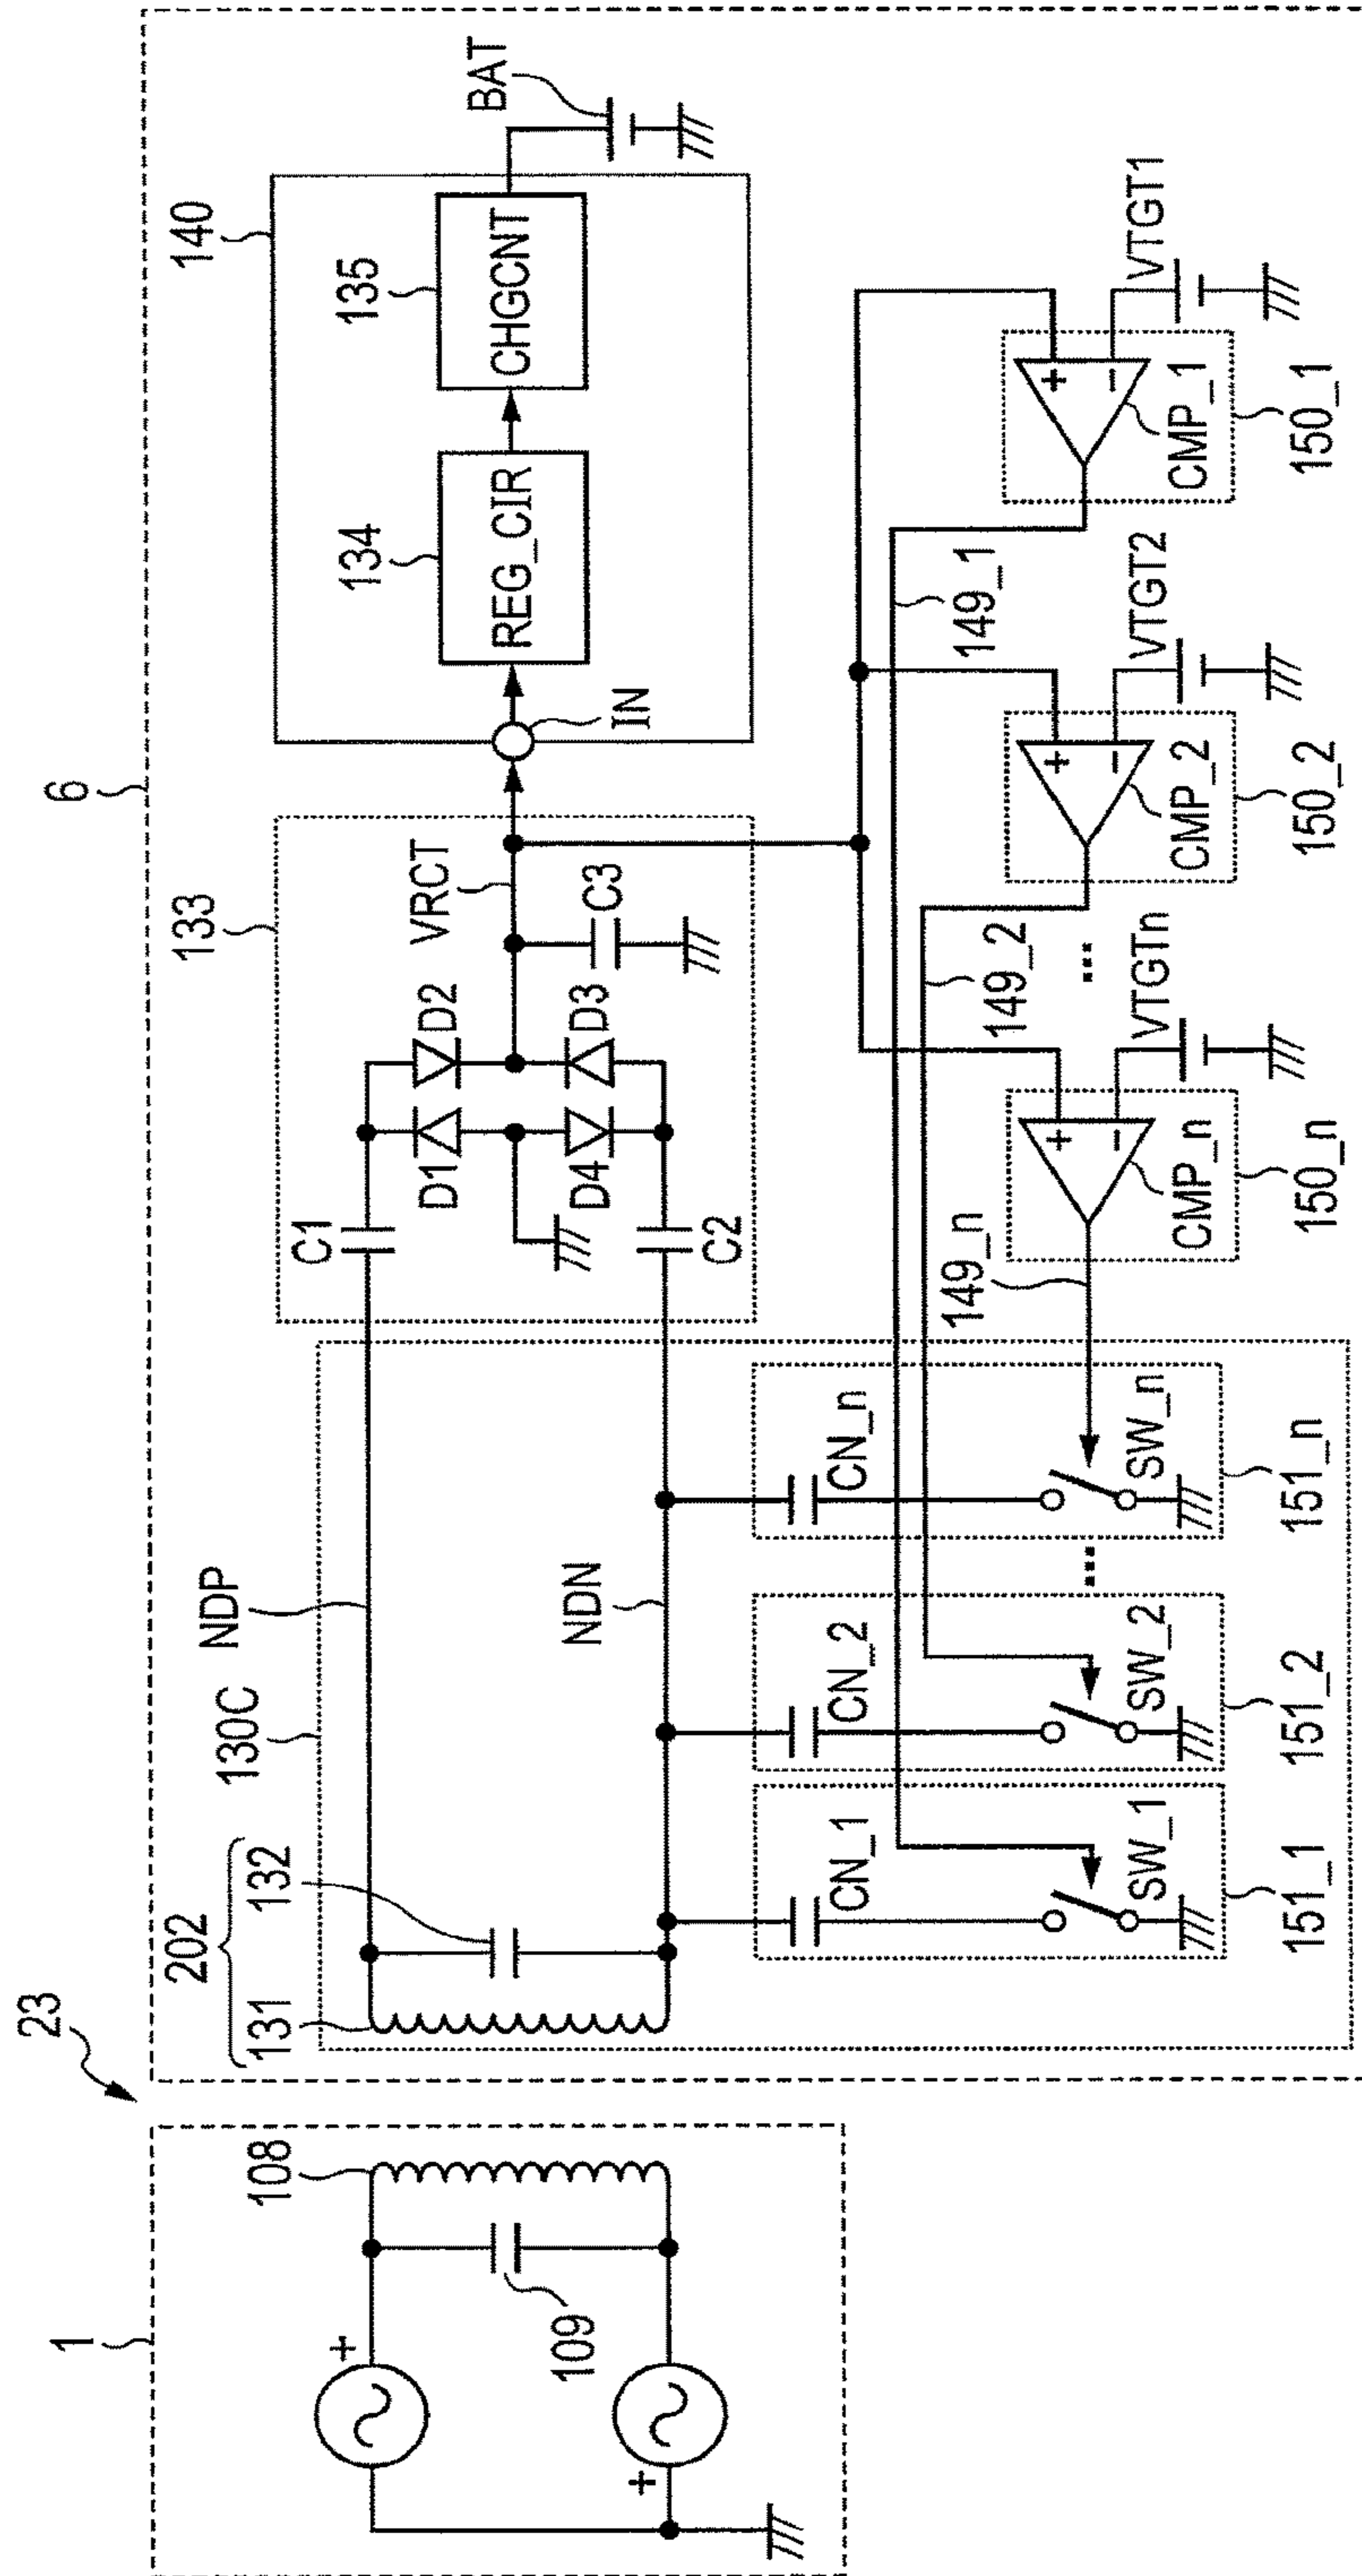 23
1
108
109
+
+
6
202
131
132
130C
NDP
NDN
133
C1
C2
D1
D2
D4
D3
VRCT
C3
140
IN
134
REG_CIR
135
CHGCNT
BAT
CN_1
SW_1
151_1
CN_2
SW_2
151_2
...
CN_n
SW_n
151_n
149_n
149_2
149_1
+
−
CMP_n
VTGTn
150_n
...
+
−
CMP_2
VTGT2
150_2
+
−
CMP_1
VTGT1
150_1